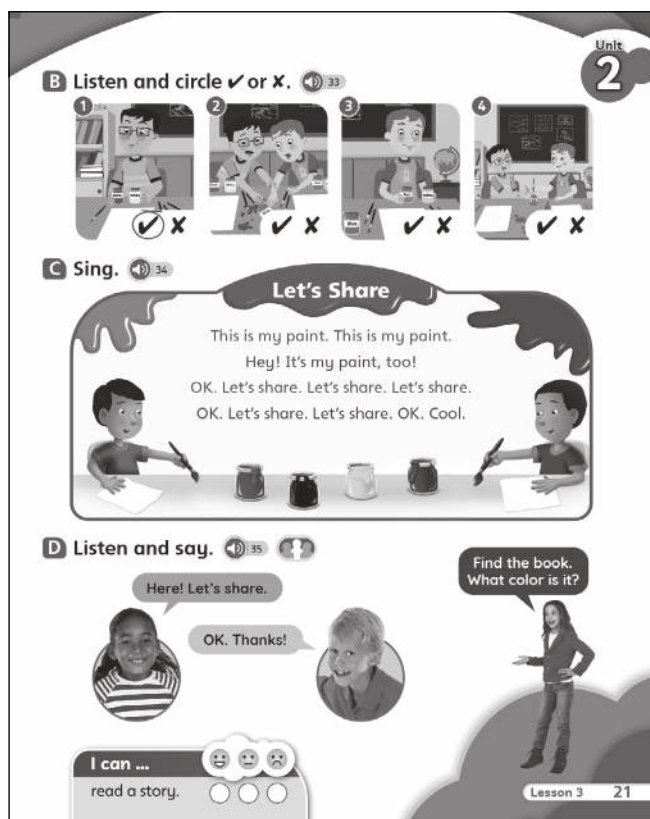 Unit
2
B Listen and circle ✔ or ✘. 33
1 2 3 4
✔ ✘ ✔ ✘ ✔ ✘ ✔ ✘
C Sing. 34
Let's Share
This is my paint. This is my paint.
Hey! It's my paint, too!
OK. Let's share. Let's share. Let's share.
OK. Let's share. Let's share. OK. Cool.
D Listen and say. 35
Here! Let's share.
OK. Thanks!
Find the book.
What color is it?
I can ...
read a story.
Lesson 3 21